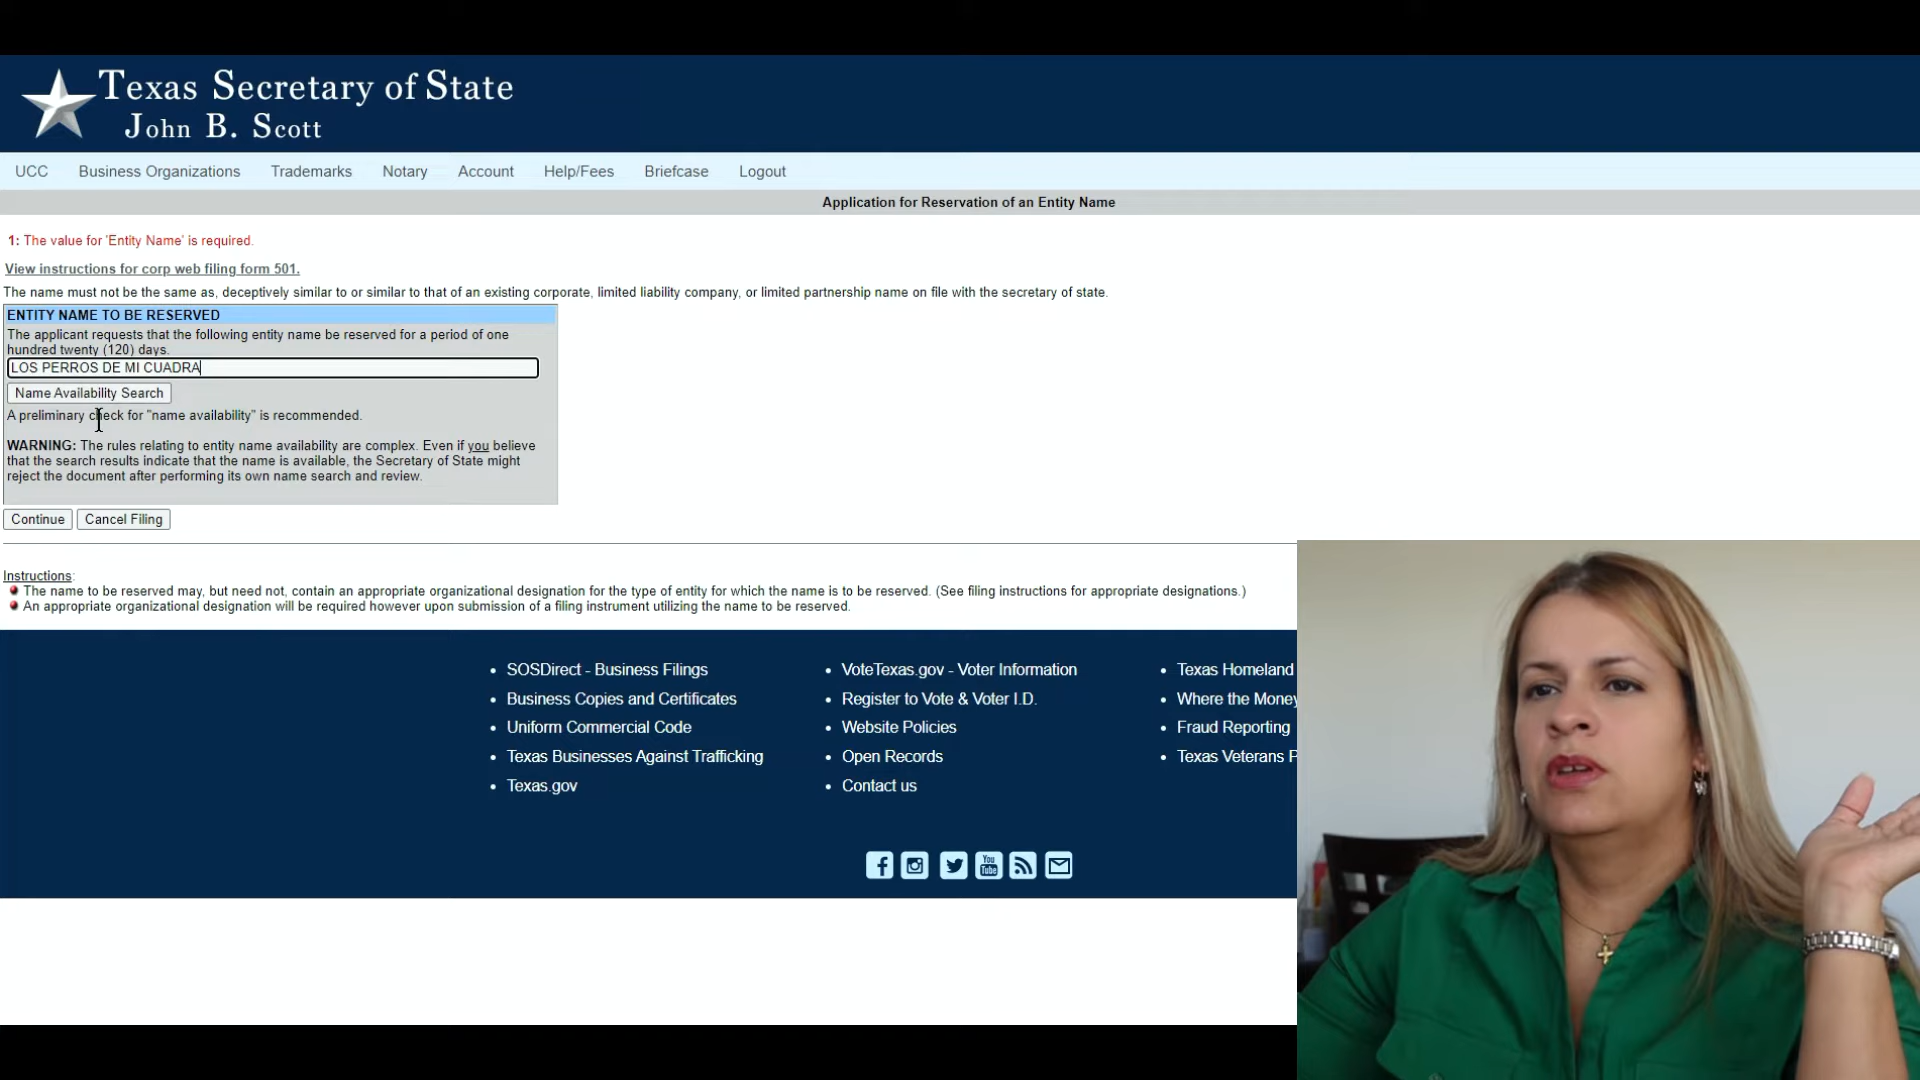 Texas Secretary of State
John B. Scott
UCC Business Organizations Trademarks Notary Account Help/Fees Briefcase Logout
Application for Reservation of an Entity Name
1: The value for 'Entity Name' is required.
View instructions for corp web filing form 501.
The name must not be the same as, deceptively similar to or similar to that of an existing corporate, limited liability company, or limited partnership name on file with the secretary of state.
ENTITY NAME TO BE RESERVED
The applicant requests that the following entity name be reserved for a period of one
hundred twenty (120) days.
LOS PERROS DE MI CUADRA
Name Availability Search
A preliminary check for "name availability" is recommended.
WARNING: The rules relating to entity name availability are complex. Even if you believe
that the search results indicate that the name is available, the Secretary of State might
reject the document after performing its own name search and review.
Continue Cancel Filing
Instructions:
The name to be reserved may, but need not, contain an appropriate organizational designation for the type of entity for which the name is to be reserved. (See filing instructions for appropriate designations.)
An appropriate organizational designation will be required however upon submission of a filing instrument utilizing the name to be reserved.
SOSDirect - Business Filings
Business Copies and Certificates
Uniform Commercial Code
Texas Businesses Against Trafficking
Texas.gov
VoteTexas.gov - Voter Information
Register to Vote & Voter I.D.
Website Policies
Open Records
Contact us
Texas Homeland
Where the Money
Fraud Reporting
Texas Veterans P
You
Tube